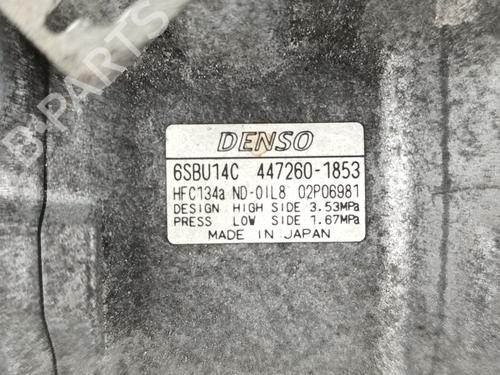 B-PARTS
DENSO
6SBU14C 447260-1853
HFC134a ND-OIL8 02P06981
DESIGN HIGH SIDE 3.53MPa
PRESS LOW SIDE 1.67MPa
MADE IN JAPAN